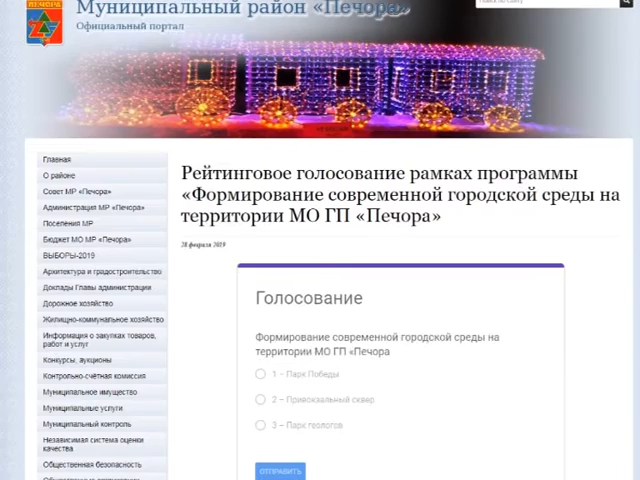 ПЕЧОРА
Муниципальный район «Печора»
Официальный портал
Поиск по сайту
Главная
О районе
Совет МР «Печора»
Администрация МР «Печора»
Поселения МР
Бюджет МО МР «Печора»
ВЫБОРЫ-2019
Архитектура и градостроительство
Доклады Главы администрации
Дорожное хозяйство
Жилищно-коммунальное хозяйство
Информация о закупках товаров,
работ и услуг
Конкурсы, аукционы
Контрольно-счётная комиссия
Муниципальное имущество
Муниципальные услуги
Муниципальный контроль
Независимая система оценки
качества
Общественная безопасность
Рейтинговое голосование рамках программы
«Формирование современной городской среды на
территории МО ГП «Печора»
28 февраля 2019
Голосование
Формирование современной городской среды на
территории МО ГП «Печора
1 – Парк Победы
2 – Привокзальный сквер
3 – Парк геологов
ОТПРАВИТЬ